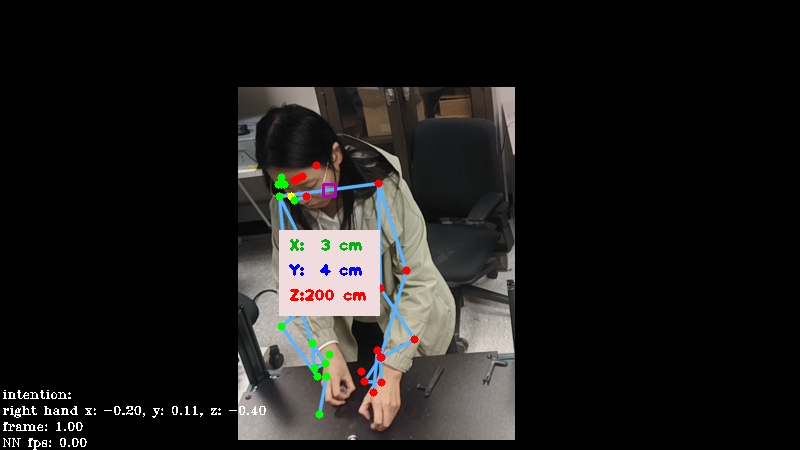 X: 3 cm
Y: 4 cm
Z:200 cm
intention:
right hand x: -0.20, y: 0.11, z: -0.40
frame: 1.00
NN fps: 0.00